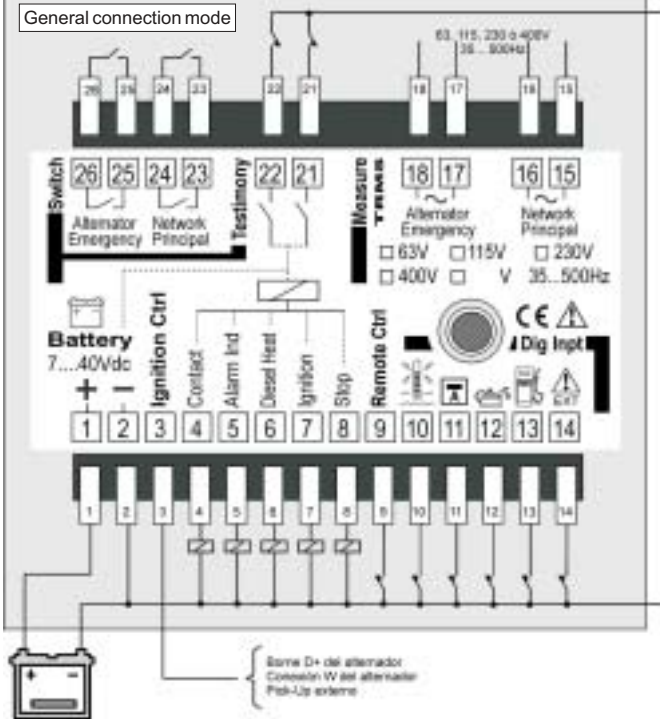 General connection mode
63, 115, 230 ó 400V
35... 500Hz
26 25 24 23 22 21 18 17 16 15
Switch
26 25 24 23
Testimony
22 21
Measure
TRMS
18 17 16 15
Alternator
Emergency
Network
Principal
Alternator
Emergency
Network
Principal
63V 115V 230V
400V V 35...500Hz
Battery
7....40Vdc
+ −
Ignition Ctrl
Contact
Alarm Ind
Diesel Heat
Ignition
Stop
Remote Ctrl
CE
Dig Inpt
A
EXT
1 2 3 4 5 6 7 8 9 10 11 12 13 14
1 2 3 4 5 6 7 8 9 10 11 12 13 14
+ -
Borne D+ del alternador
Conexión W del alternador
Pick-Up externo